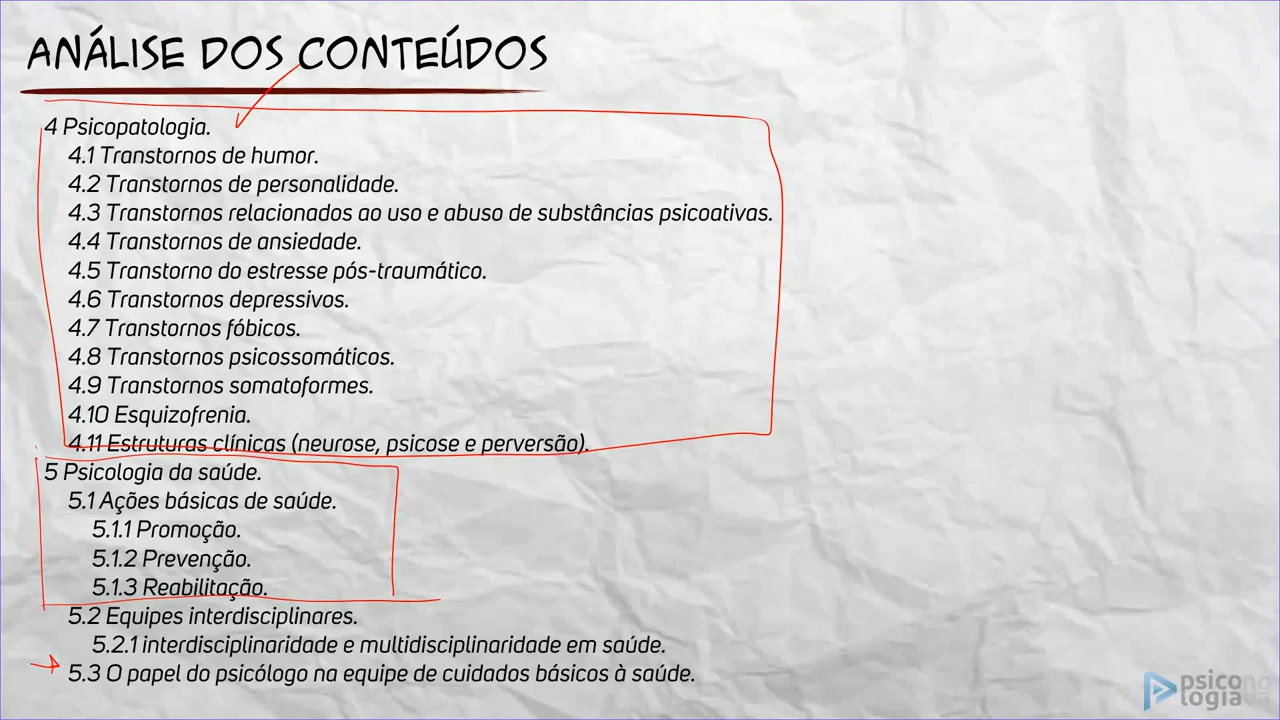 ANÁLISE DOS CONTEÚDOS
4 Psicopatologia.
4.1 Transtornos de humor.
4.2 Transtornos de personalidade.
4.3 Transtornos relacionados ao uso e abuso de substâncias psicoativas.
4.4 Transtornos de ansiedade.
4.5 Transtorno do estresse pós-traumático.
4.6 Transtornos depressivos.
4.7 Transtornos fóbicos.
4.8 Transtornos psicossomáticos.
4.9 Transtornos somatoformes.
4.10 Esquizofrenia.
4.11 Estruturas clínicas (neurose, psicose e perversão).
5 Psicologia da saúde.
5.1 Ações básicas de saúde.
5.1.1 Promoção.
5.1.2 Prevenção.
5.1.3 Reabilitação.
5.2 Equipes interdisciplinares.
5.2.1 interdisciplinaridade e multidisciplinaridade em saúde.
5.3 O papel do psicólogo na equipe de cuidados básicos à saúde.
psico
logia